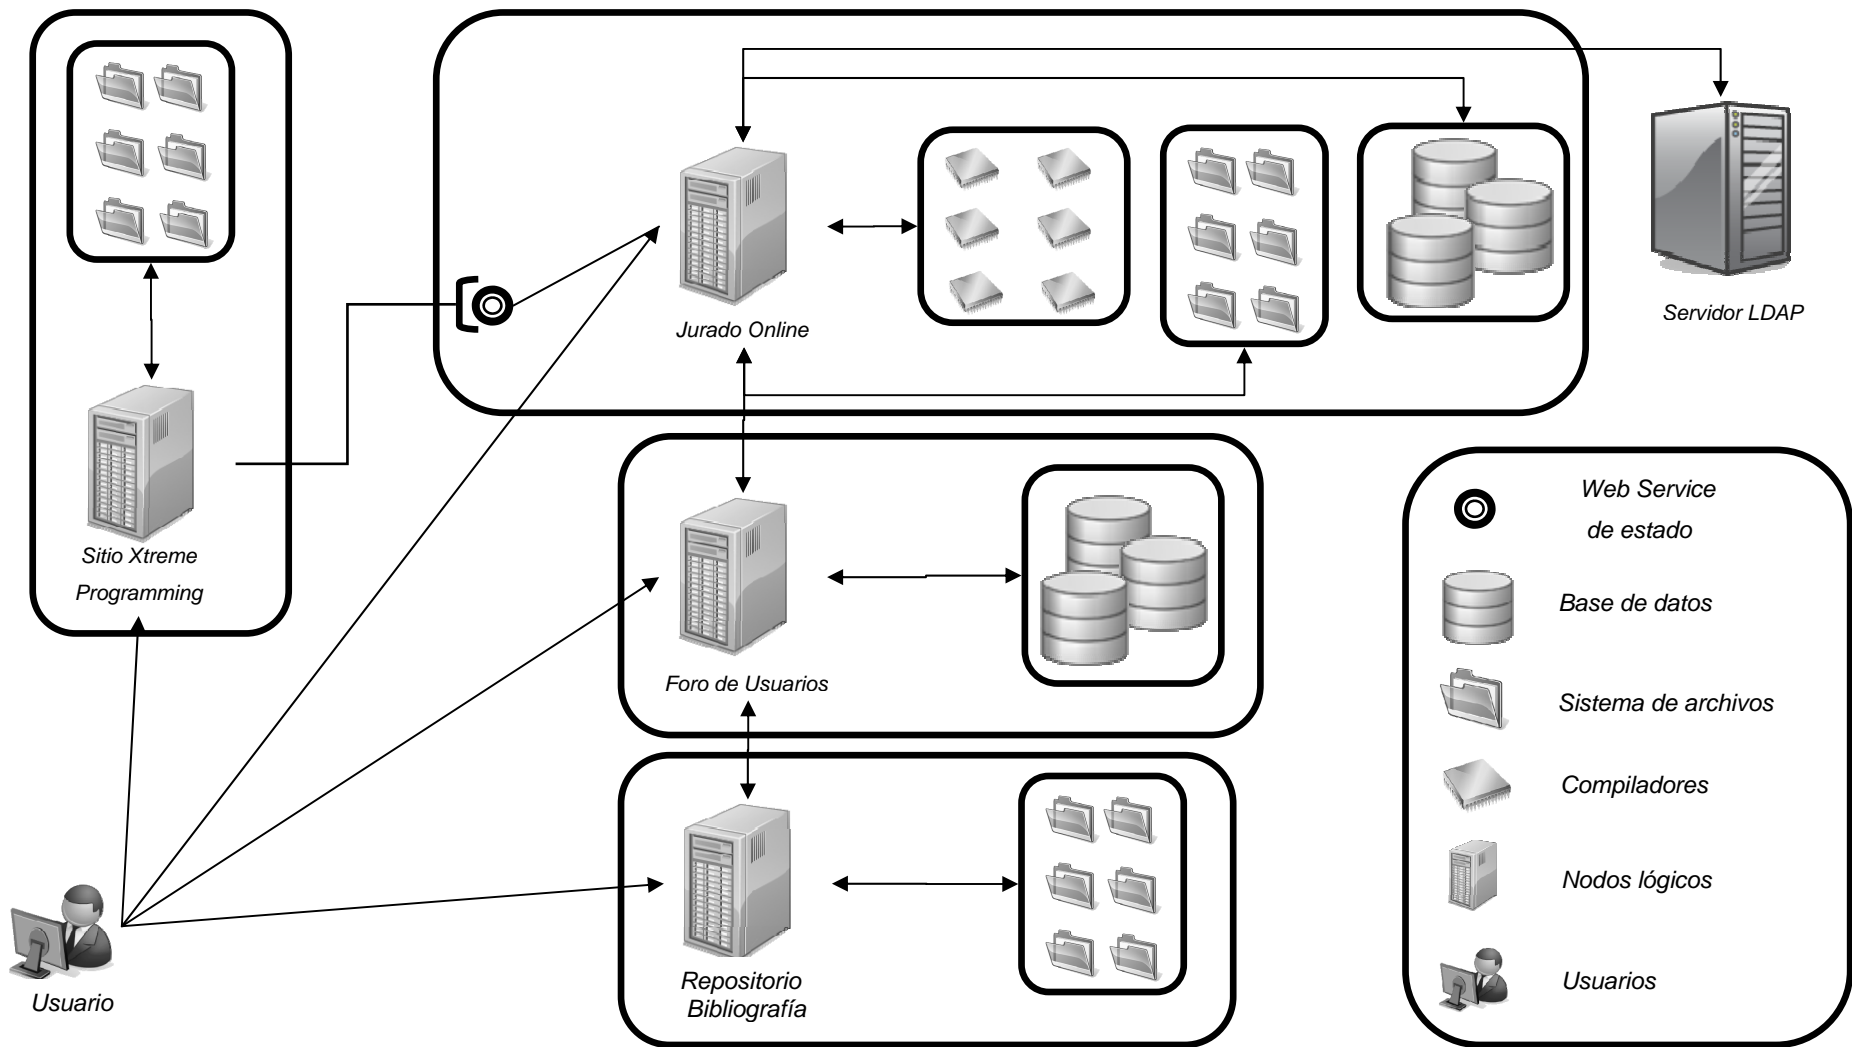 Jurado Online
Servidor LDAP
Sitio Xtreme
Programming
Foro de Usuarios
Repositorio
Bibliografía
Usuario
Web Service
de estado
Base de datos
Sistema de archivos
Compiladores
Nodos lógicos
Usuarios